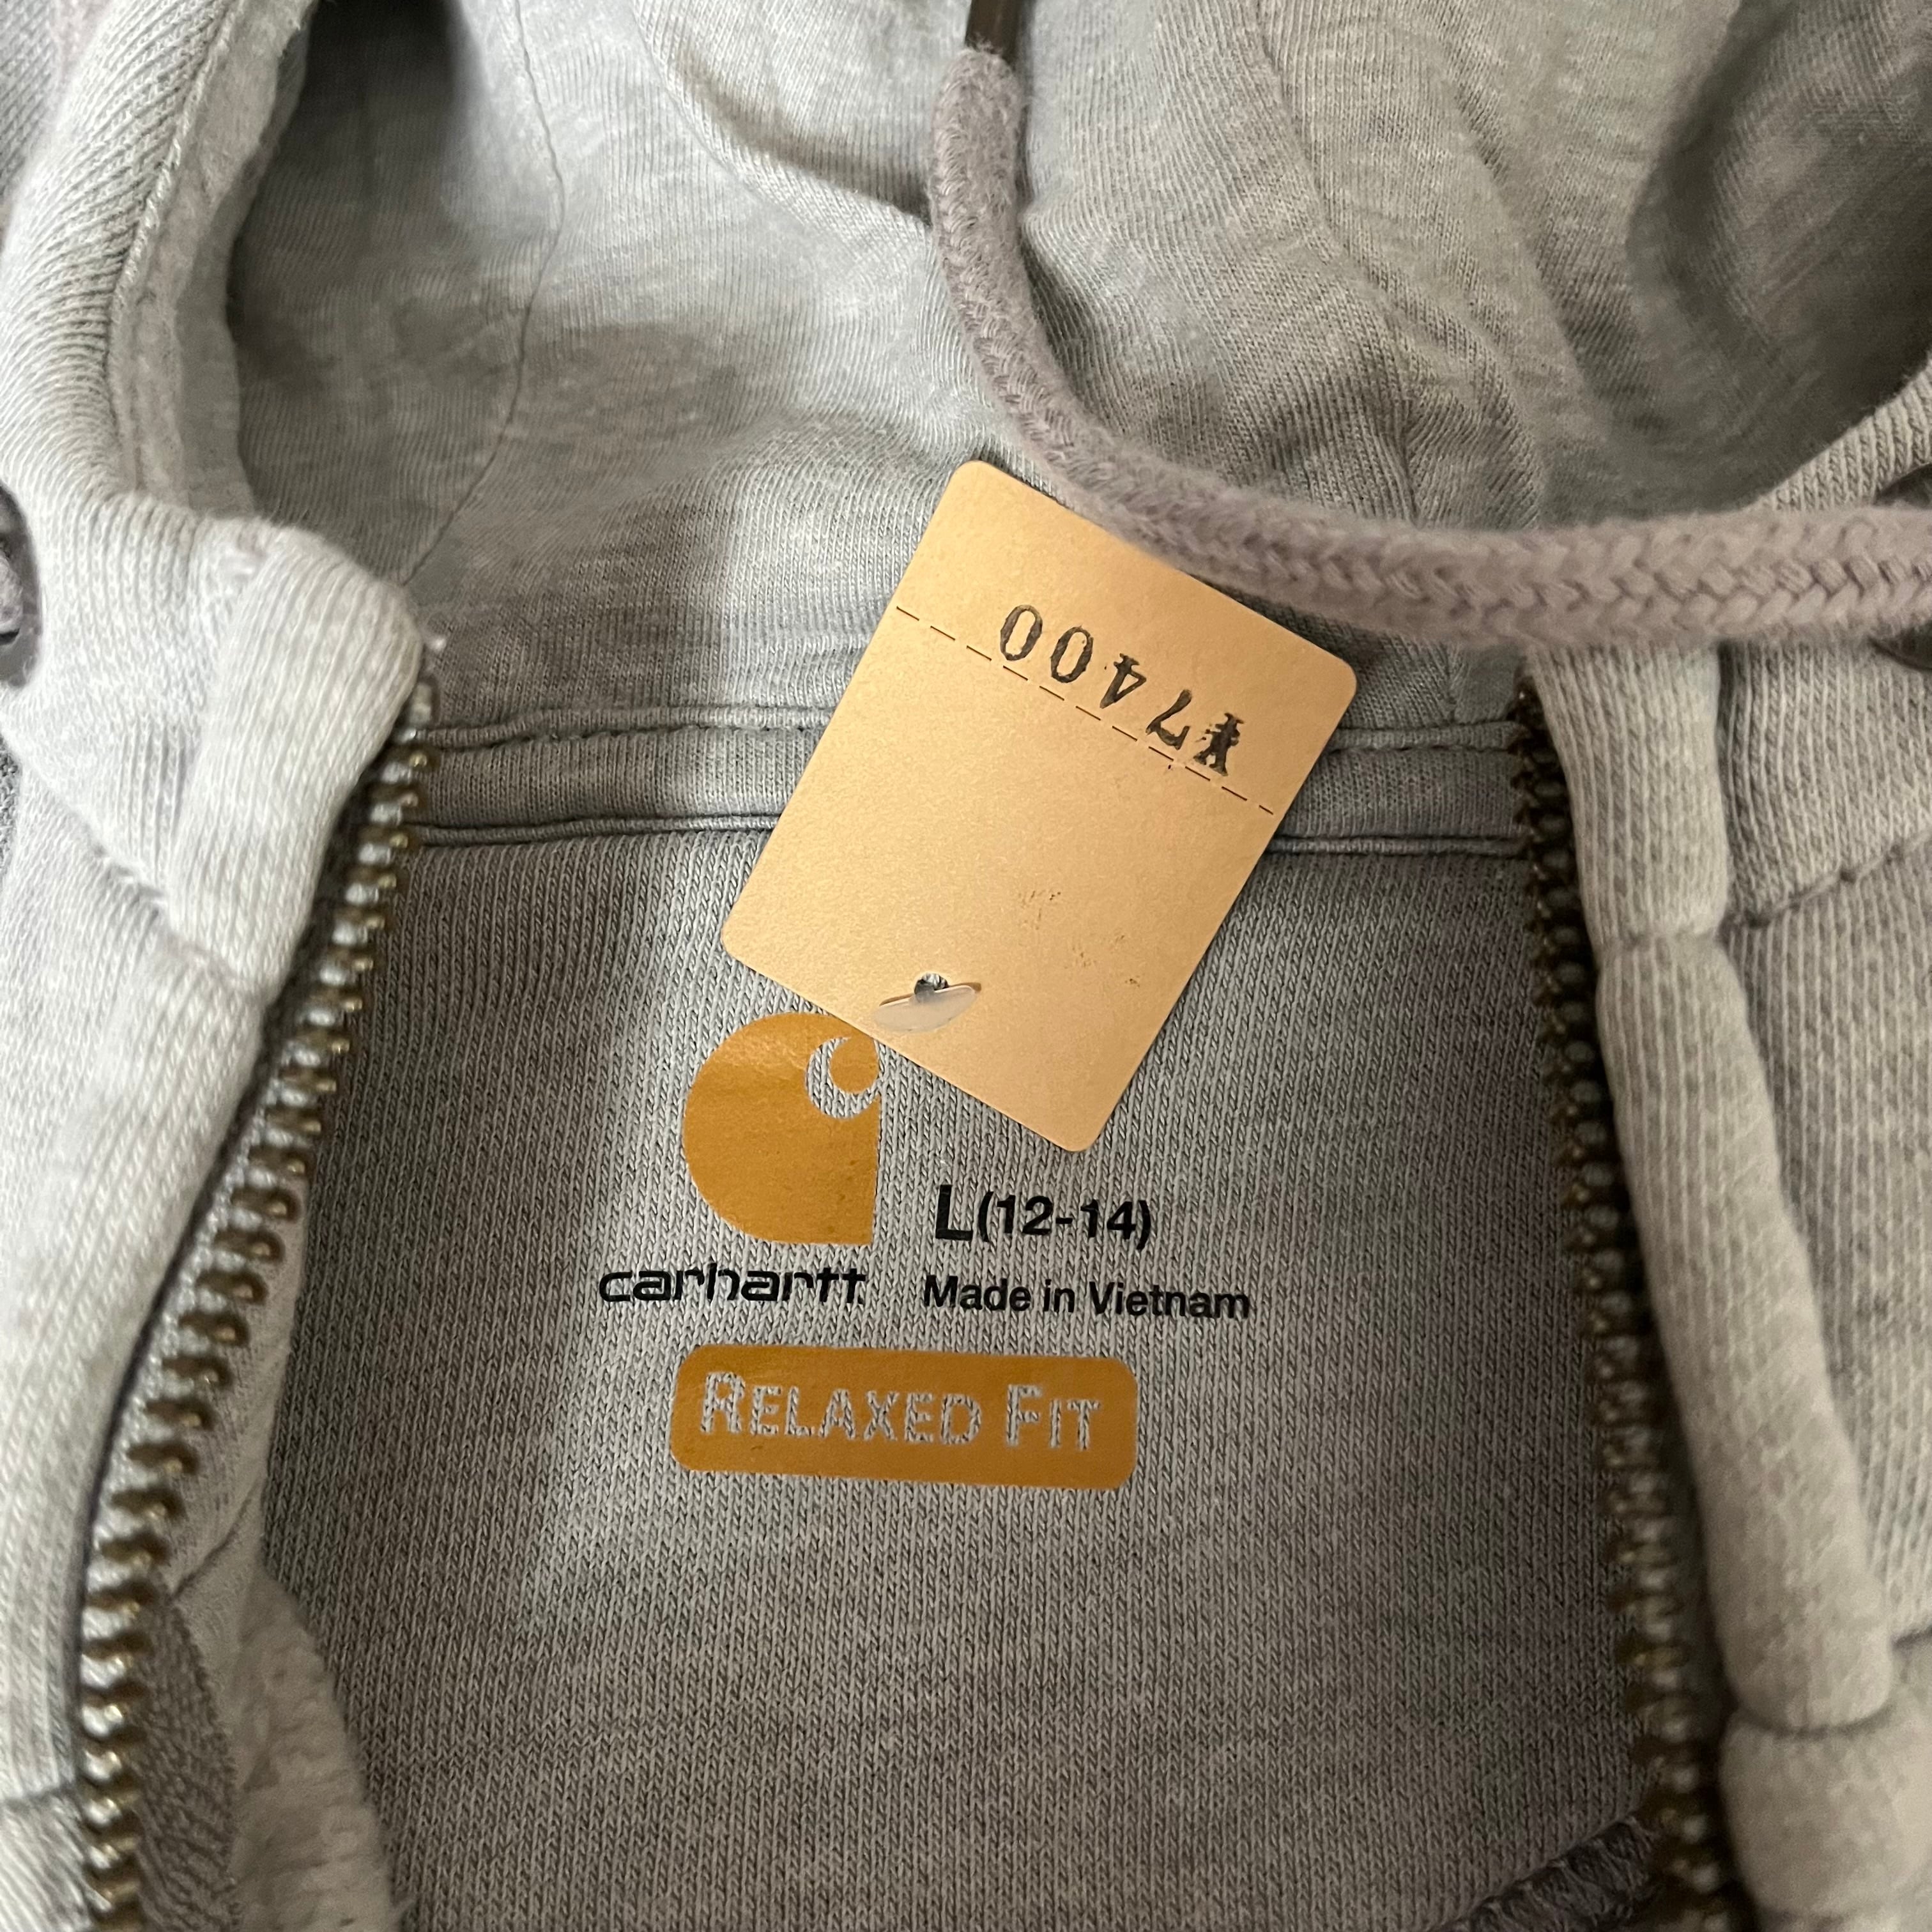 ¥7400
L(12-14)
carhartt.
Made in Vietnam
RELAXED FIT